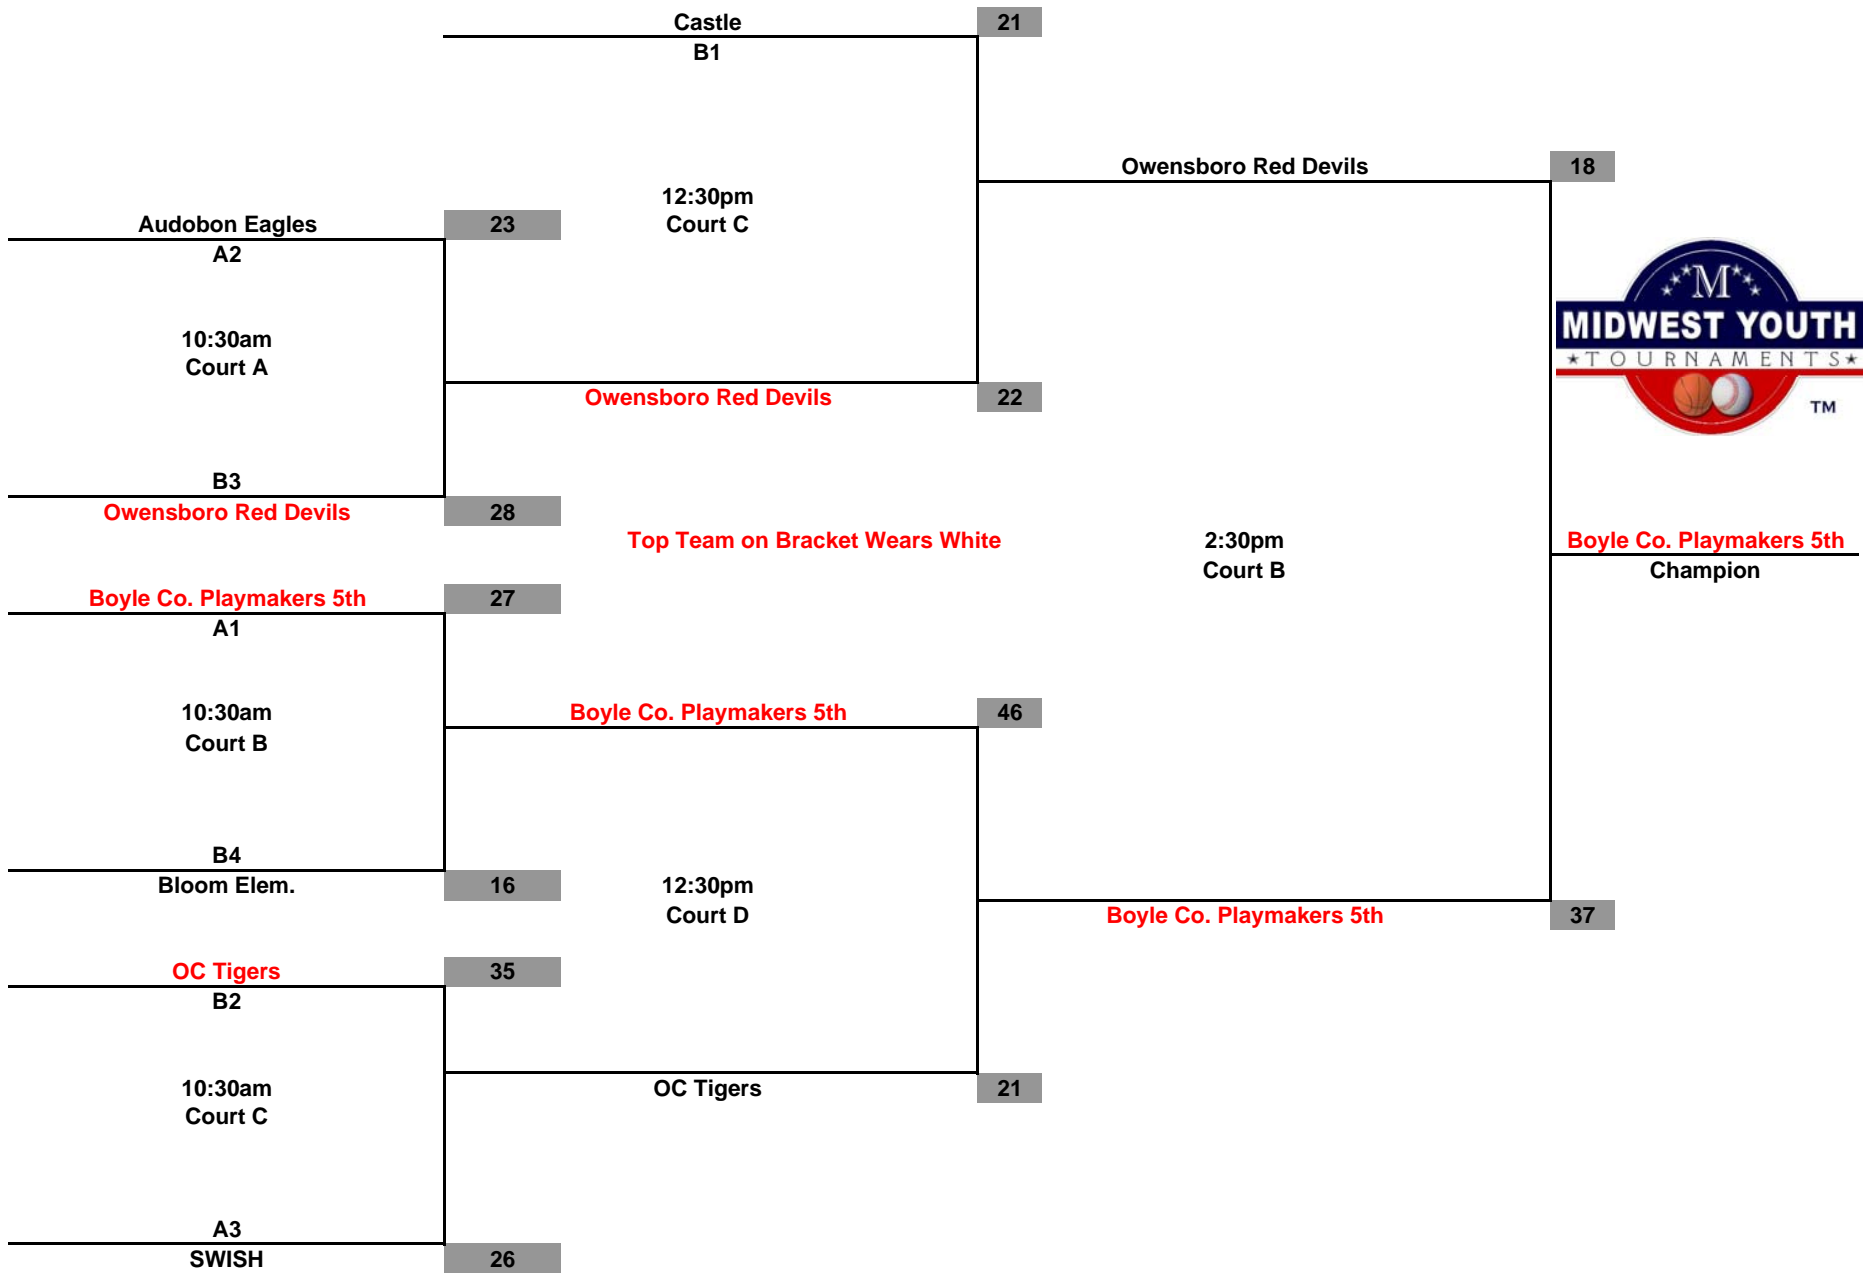 Castle 21
B1
Owensboro Red Devils 18
12:30pm
Court C
Audobon Eagles 23
A2
M
MIDWEST YOUTH
★TOURNAMENTS★
TM
10:30am
Court A
Owensboro Red Devils 22
B3
Owensboro Red Devils 28
Top Team on Bracket Wears White
2:30pm
Court B
Boyle Co. Playmakers 5th
Champion
Boyle Co. Playmakers 5th 27
A1
10:30am
Court B
Boyle Co. Playmakers 5th 46
B4
Bloom Elem. 16
12:30pm
Court D
Boyle Co. Playmakers 5th 37
OC Tigers 35
B2
10:30am
Court C
OC Tigers 21
A3
SWISH 26